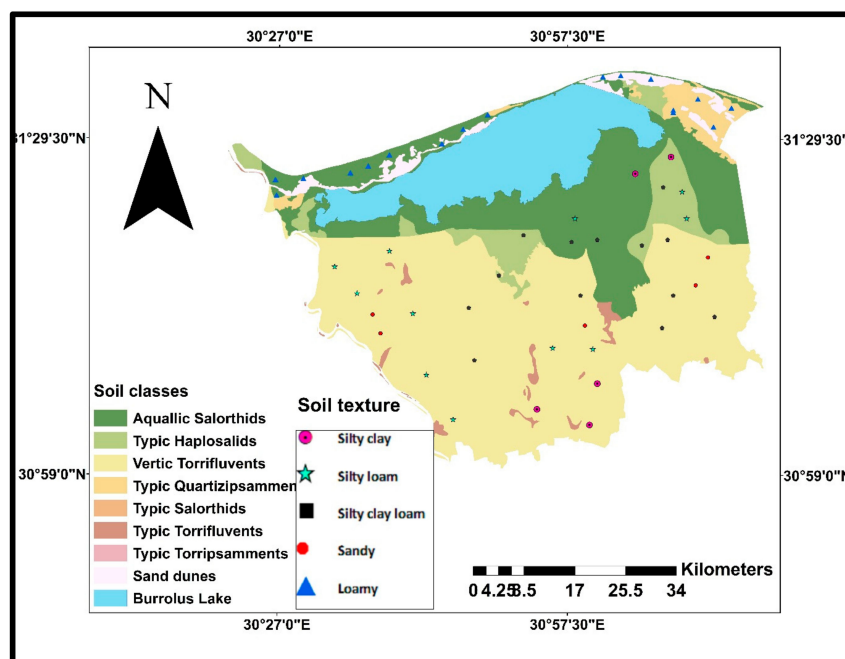 30°27'0"E
30°57'30"E
N
31°29'30"N
31°29'30"N
Soil classes
Aquallic Salorthids
Typic Haplosalids
Vertic Torrifluvents
Typic Quartizipsammen
Typic Salorthids
Typic Torrifluvents
Typic Torripsamments
Sand dunes
Burrolus Lake
Soil texture
Silty clay
Silty loam
Silty clay loam
Sandy
Loamy
30°59'0"N
30°59'0"N
Kilometers
0 4.25 8.5 17 25.5 34
30°27'0"E
30°57'30"E